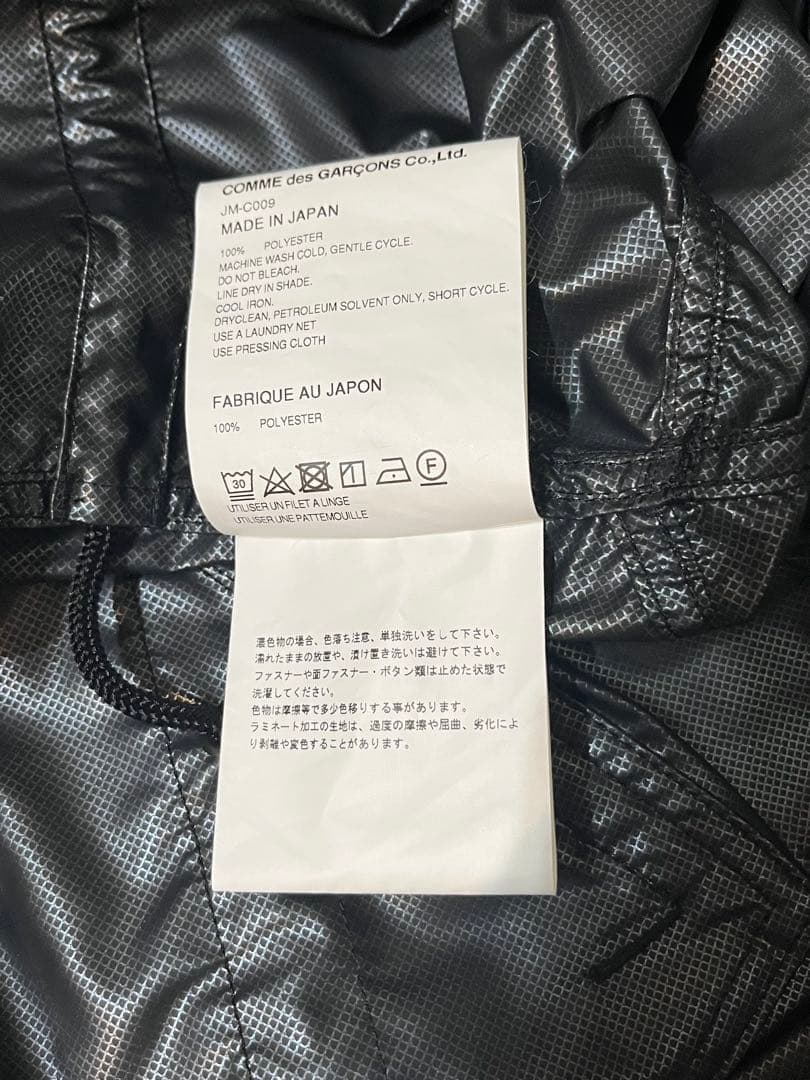 COMME des GARÇONS Co.,Ltd.
JM-C009
MADE IN JAPAN
100% POLYESTER
MACHINE WASH COLD, GENTLE CYCLE.
DO NOT BLEACH.
LINE DRY IN SHADE.
COOL IRON.
DRYCLEAN, PETROLEUM SOLVENT ONLY, SHORT CYCLE.
USE A LAUNDRY NET
USE PRESSING CLOTH
FABRIQUE AU JAPON
100% POLYESTER
30 F
UTILISER UN FILET A LINGE
UTILISER UNE PATTEMOUILLE
濃色物の場合、色落ち注意、単独洗いをして下さい。
濡れたままの放置や、漬け置き洗いは避けて下さい。
ファスナーや面ファスナー・ボタン類は止めた状態で
洗濯してください。
色物は摩擦等で多少色移りする事があります。
ラミネート加工の生地は、過度の摩擦や屈曲、劣化によ
り剥離や変色することがあります。